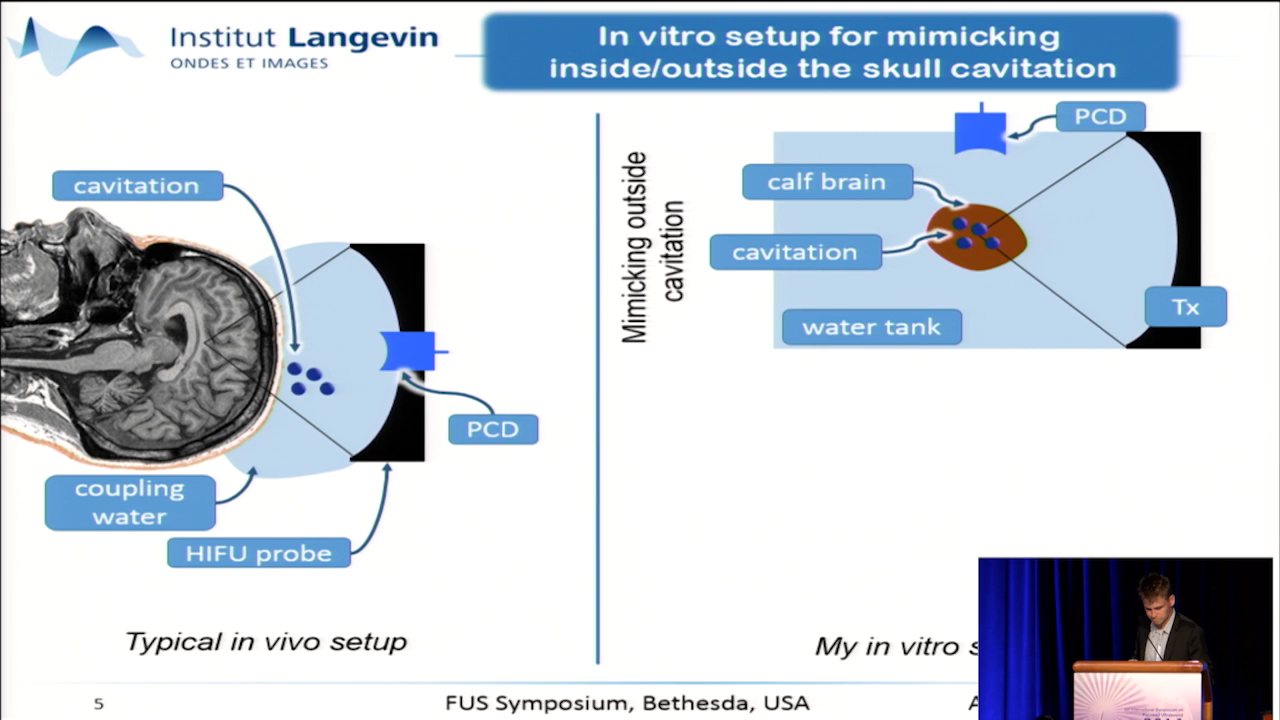 Institut Langevin
ONDES ET IMAGES
In vitro setup for mimicking
inside/outside the skull cavitation
cavitation
PCD
coupling
water
HIFU probe
Typical in vivo setup
Mimicking outside
cavitation
PCD
calf brain
cavitation
water tank
Tx
My in vitro s
5
FUS Symposium, Bethesda, USA
A